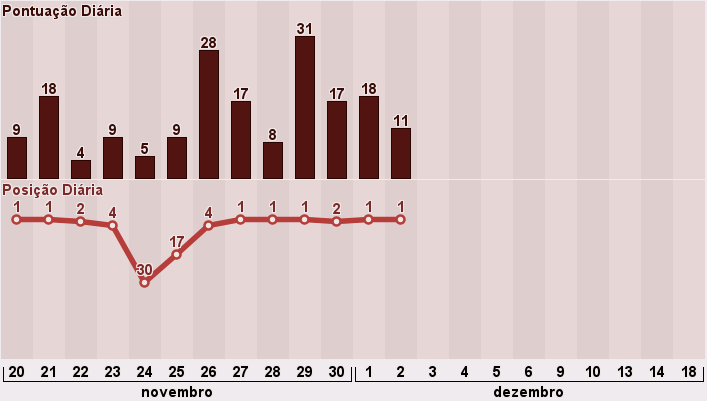 Pontuação Diária
9 18 4 9 5 9 28 17 8 31 17 18 11
Posição Diária
1 1 2 4 30 17 4 1 1 1 2 1 1
20 21 22 23 24 25 26 27 28 29 30 1 2 3 4 5 6 9 10 13 14 18
novembro dezembro